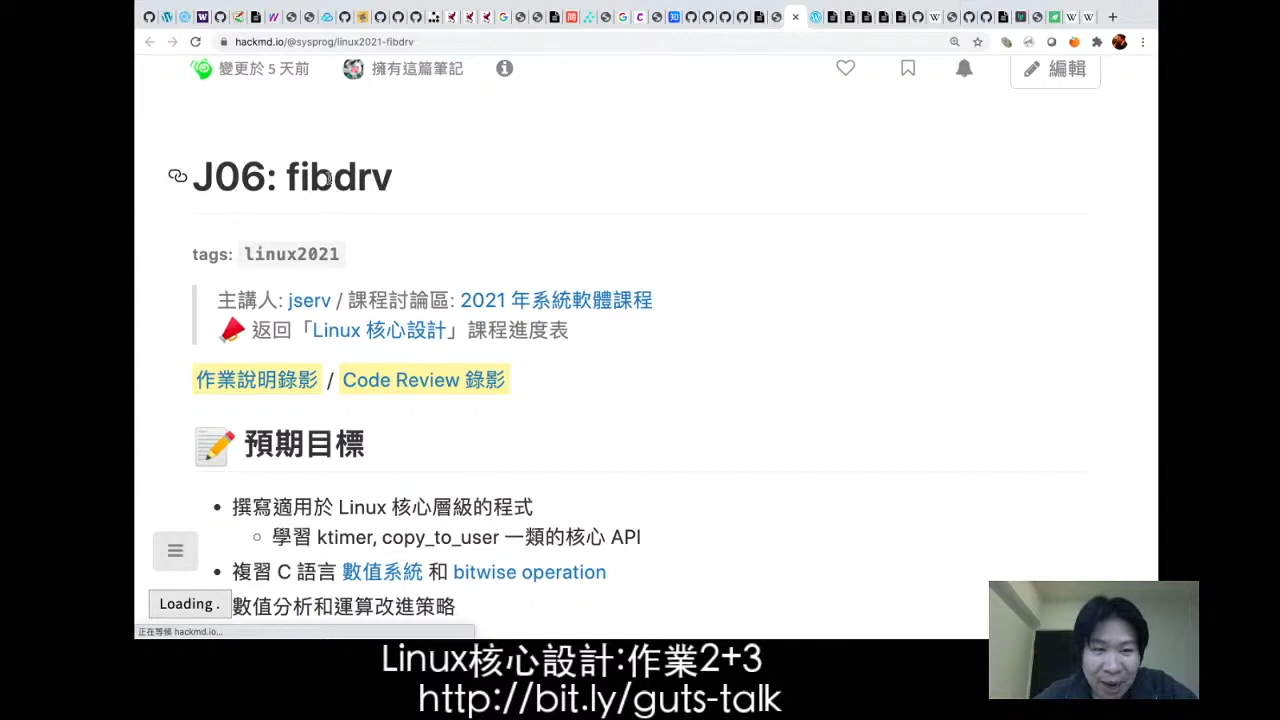 hackmd.io/@sysprog/linux2021-fibdrv
變更於 5 天前 擁有這篇筆記 編輯
J06: fibdrv
tags: linux2021
主講人: jserv / 課程討論區: 2021 年系統軟體課程
返回「Linux 核心設計」課程進度表
作業說明錄影 / Code Review 錄影
預期目標
撰寫適用於 Linux 核心層級的程式
學習 ktimer, copy_to_user 一類的核心 API
複習 C 語言 數值系統 和 bitwise operation
Loading . 數值分析和運算改進策略
正在等候 hackmd.io...
Linux核心設計:作業2+3
http://bit.ly/guts-talk